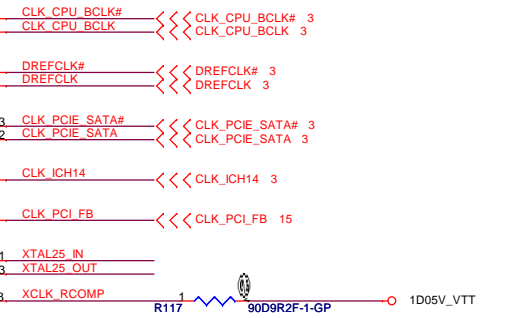 CLK_CPU_BCLK# CLK_CPU_BCLK# 3
CLK_CPU_BCLK CLK_CPU_BCLK 3
DREFCLK# DREFCLK# 3
DREFCLK DREFCLK 3
3 CLK_PCIE_SATA# CLK_PCIE_SATA# 3
2 CLK_PCIE_SATA CLK_PCIE_SATA 3
CLK_ICH14 CLK_ICH14 3
CLK_PCI_FB CLK_PCI_FB 15
1 XTAL25_IN
3 XTAL25_OUT
XCLK_RCOMP 1 1D05V_VTT
R117 90D9R2F-1-GP